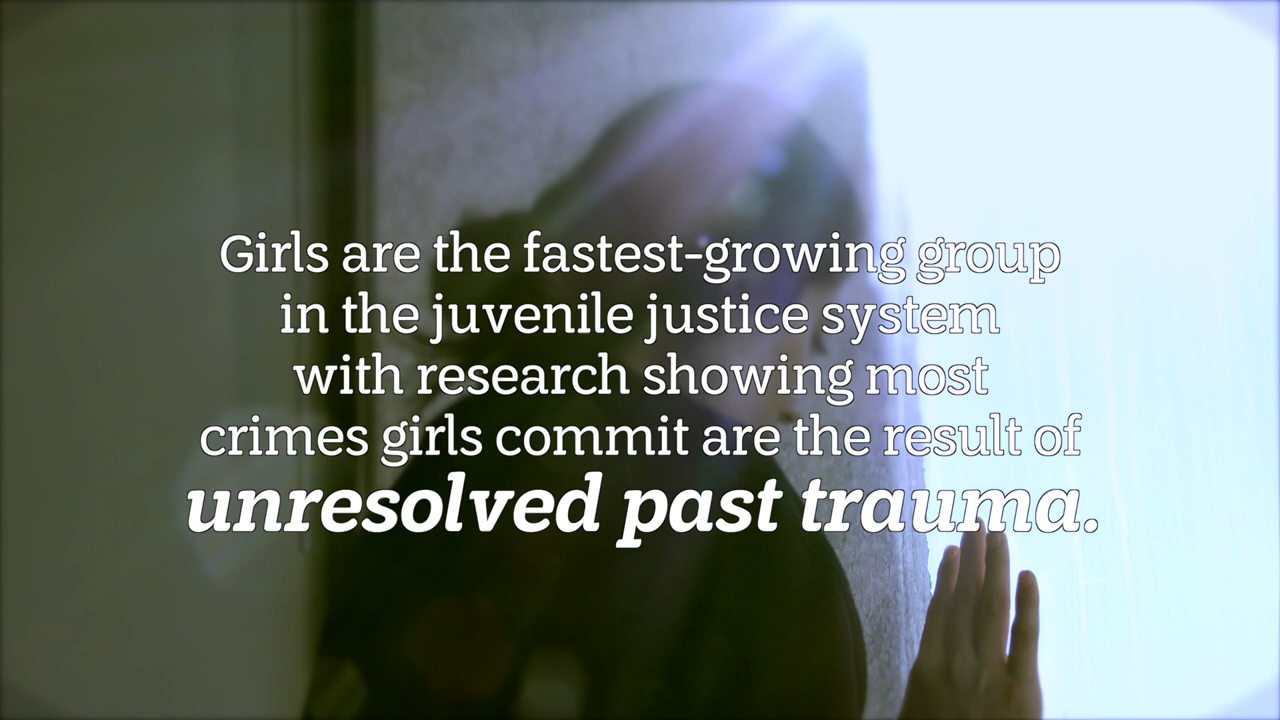 Girls are the fastest-growing group
in the juvenile justice system
with research showing most
crimes girls commit are the result of
unresolved past trauma.